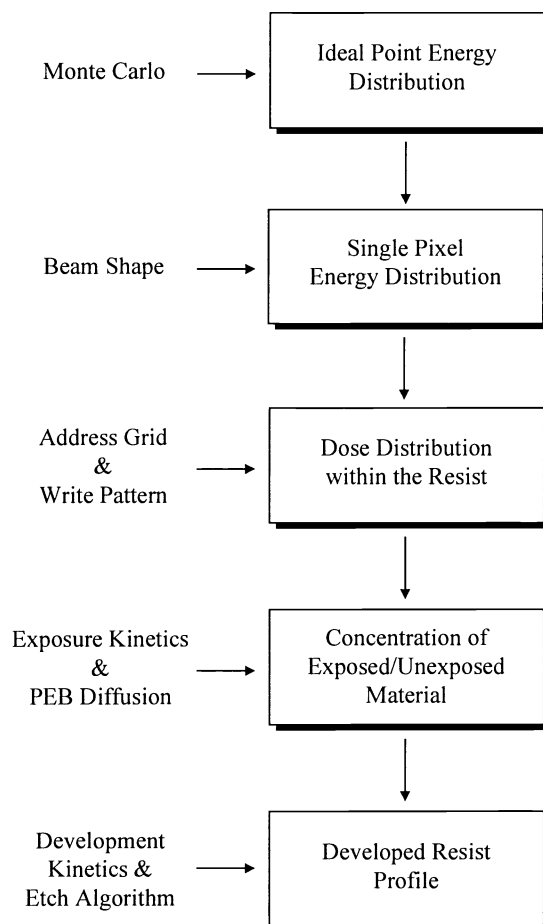 Monte Carlo
Ideal Point Energy
Distribution
Beam Shape
Single Pixel
Energy Distribution
Address Grid
&
Write Pattern
Dose Distribution
within the Resist
Exposure Kinetics
&
PEB Diffusion
Concentration of
Exposed/Unexposed
Material
Development
Kinetics &
Etch Algorithm
Developed Resist
Profile